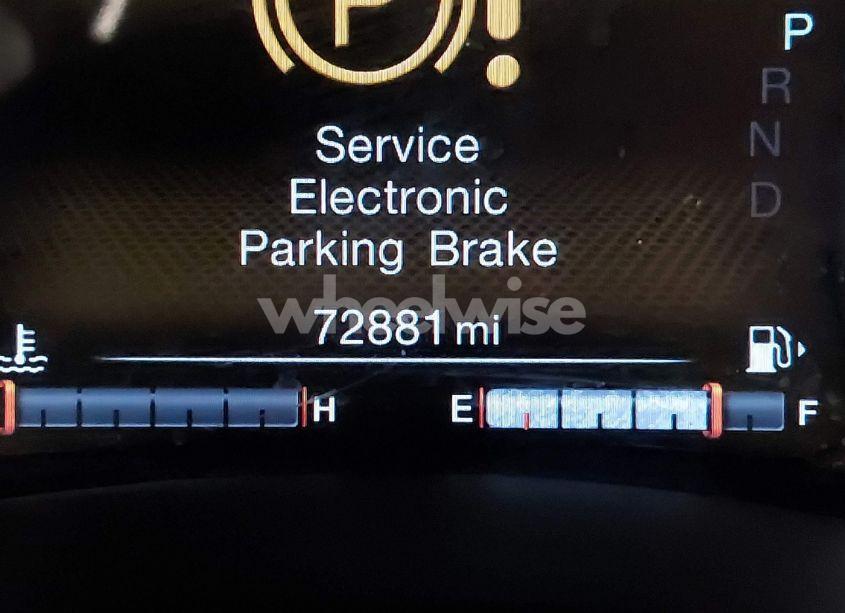 P
P
R
N
D
Service
Electronic
Parking Brake
wheelwise
72881 mi
H
E
F